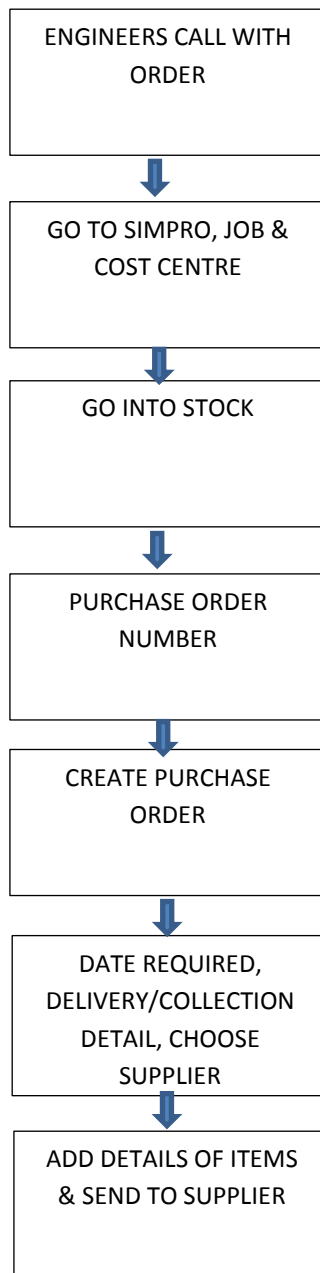 ENGINEERS CALL WITH
ORDER
GO TO SIMPRO, JOB &
COST CENTRE
GO INTO STOCK
PURCHASE ORDER
NUMBER
CREATE PURCHASE
ORDER
DATE REQUIRED,
DELIVERY/COLLECTION
DETAIL, CHOOSE
SUPPLIER
ADD DETAILS OF ITEMS
& SEND TO SUPPLIER